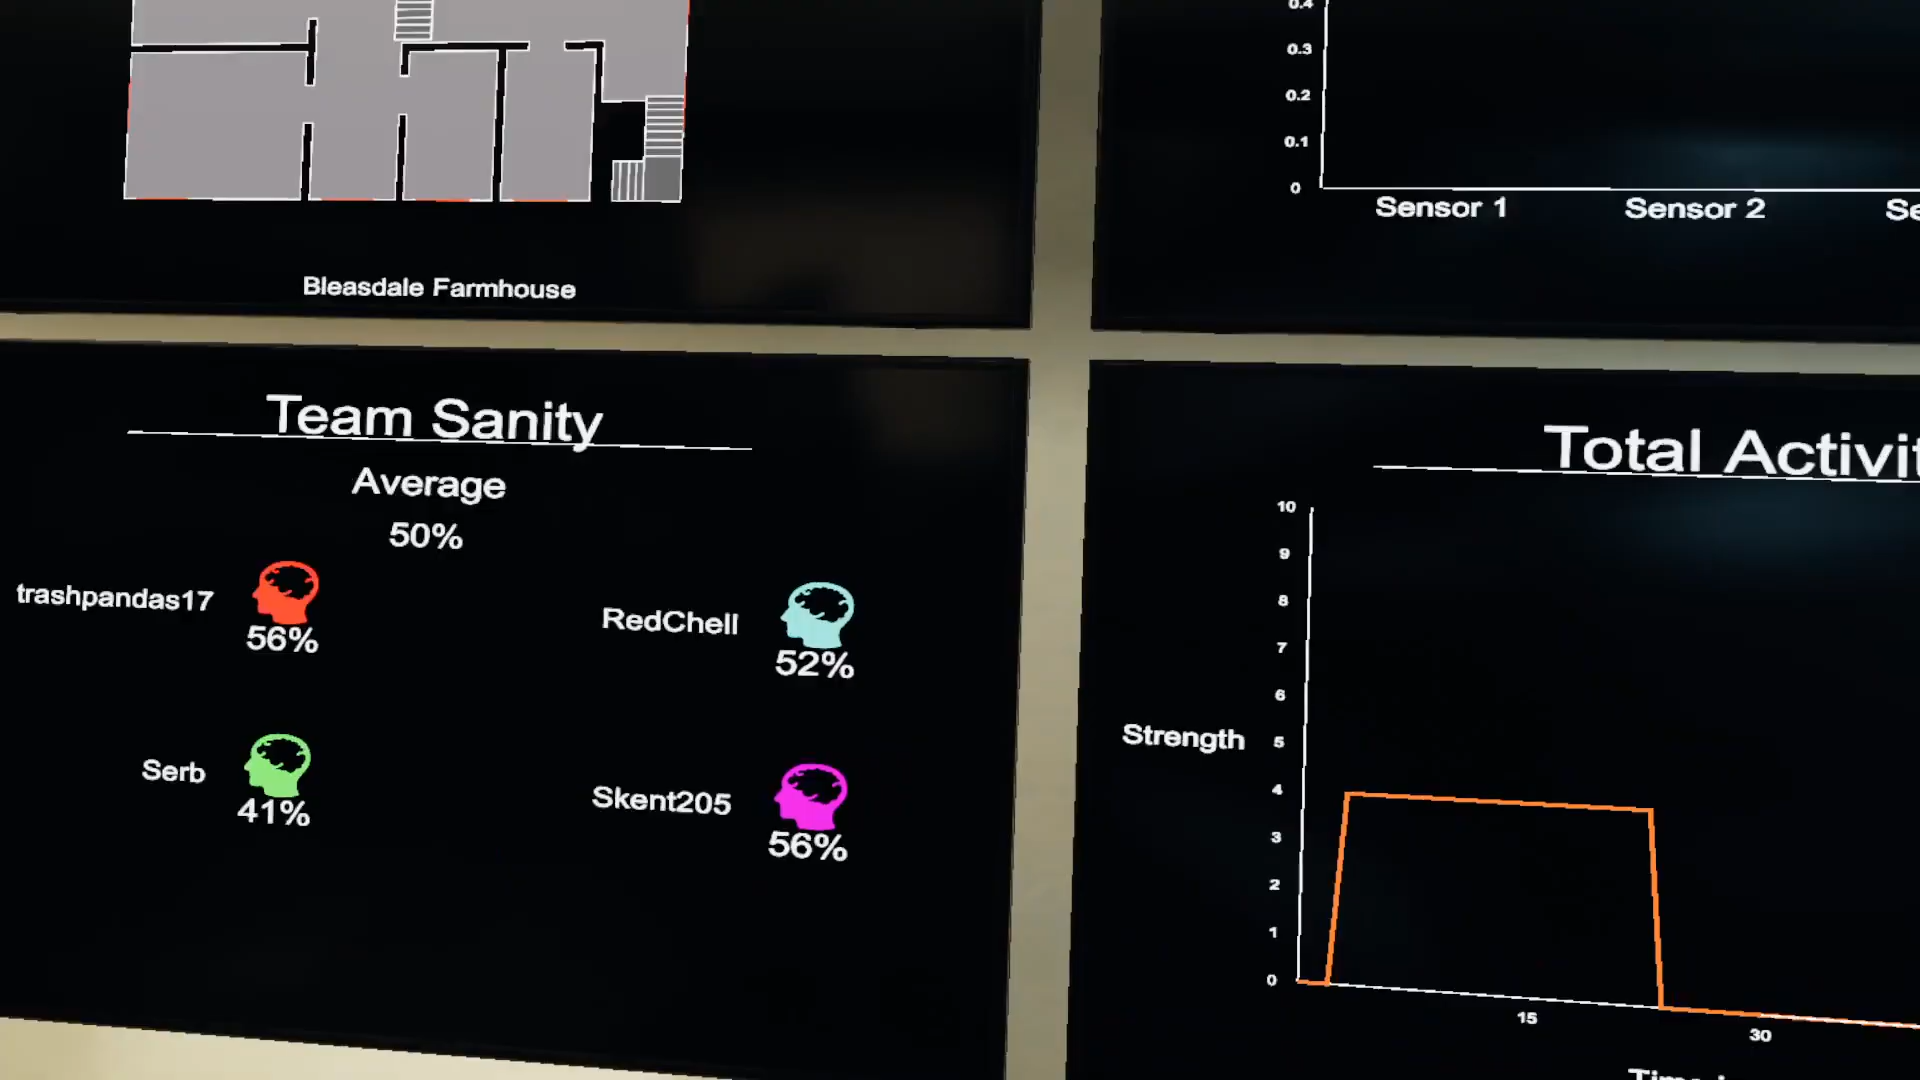 Bleasdale Farmhouse
0.4
0.3
0.2
0.1
0
Sensor 1
Sensor 2
Team Sanity
Average
50%
trashpandas17
56%
RedChell
52%
Serb
41%
Skent205
56%
Total Activit
10
9
8
7
6
Strength
5
4
3
2
1
0
15
30